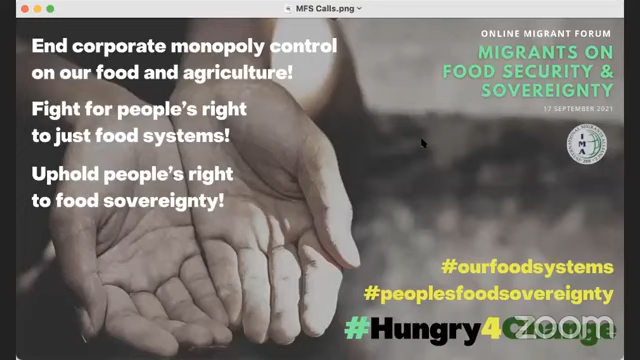 MFS Calls.png
End corporate monopoly control
on our food and agriculture!
Fight for people's right
to just food systems!
Uphold people's right
to food sovereignty!
ONLINE MIGRANT FORUM
MIGRANTS ON
FOOD SECURITY &
SOVEREIGNTY
17 SEPTEMBER 2021
IMA
#ourfoodsystems
#peoplesfoodsovereignty
#Hungry4Change
zoom